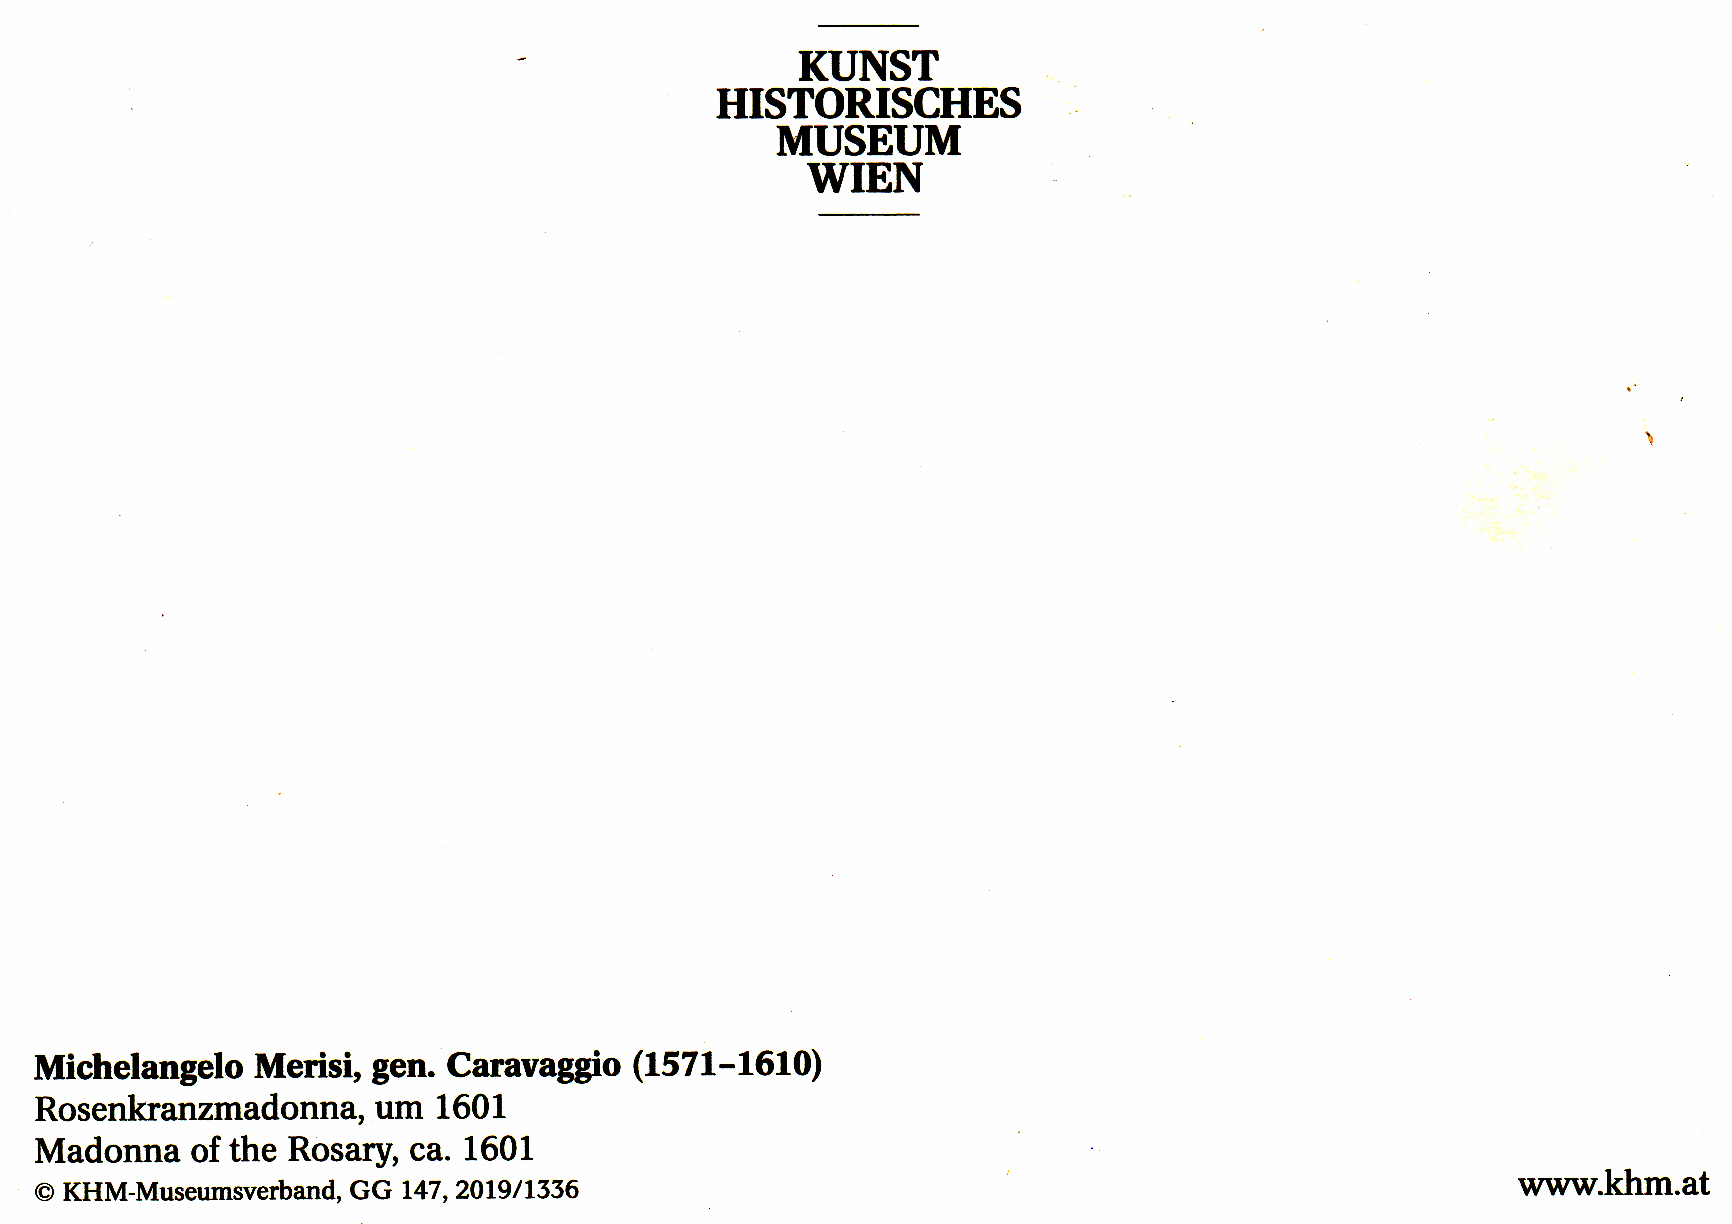 KUNST
HISTORISCHES
MUSEUM
WIEN
Michelangelo Merisi, gen. Caravaggio (1571–1610)
Rosenkranzmadonna, um 1601
Madonna of the Rosary, ca. 1601
© KHM-Museumsverband, GG 147, 2019/1336
www.khm.at